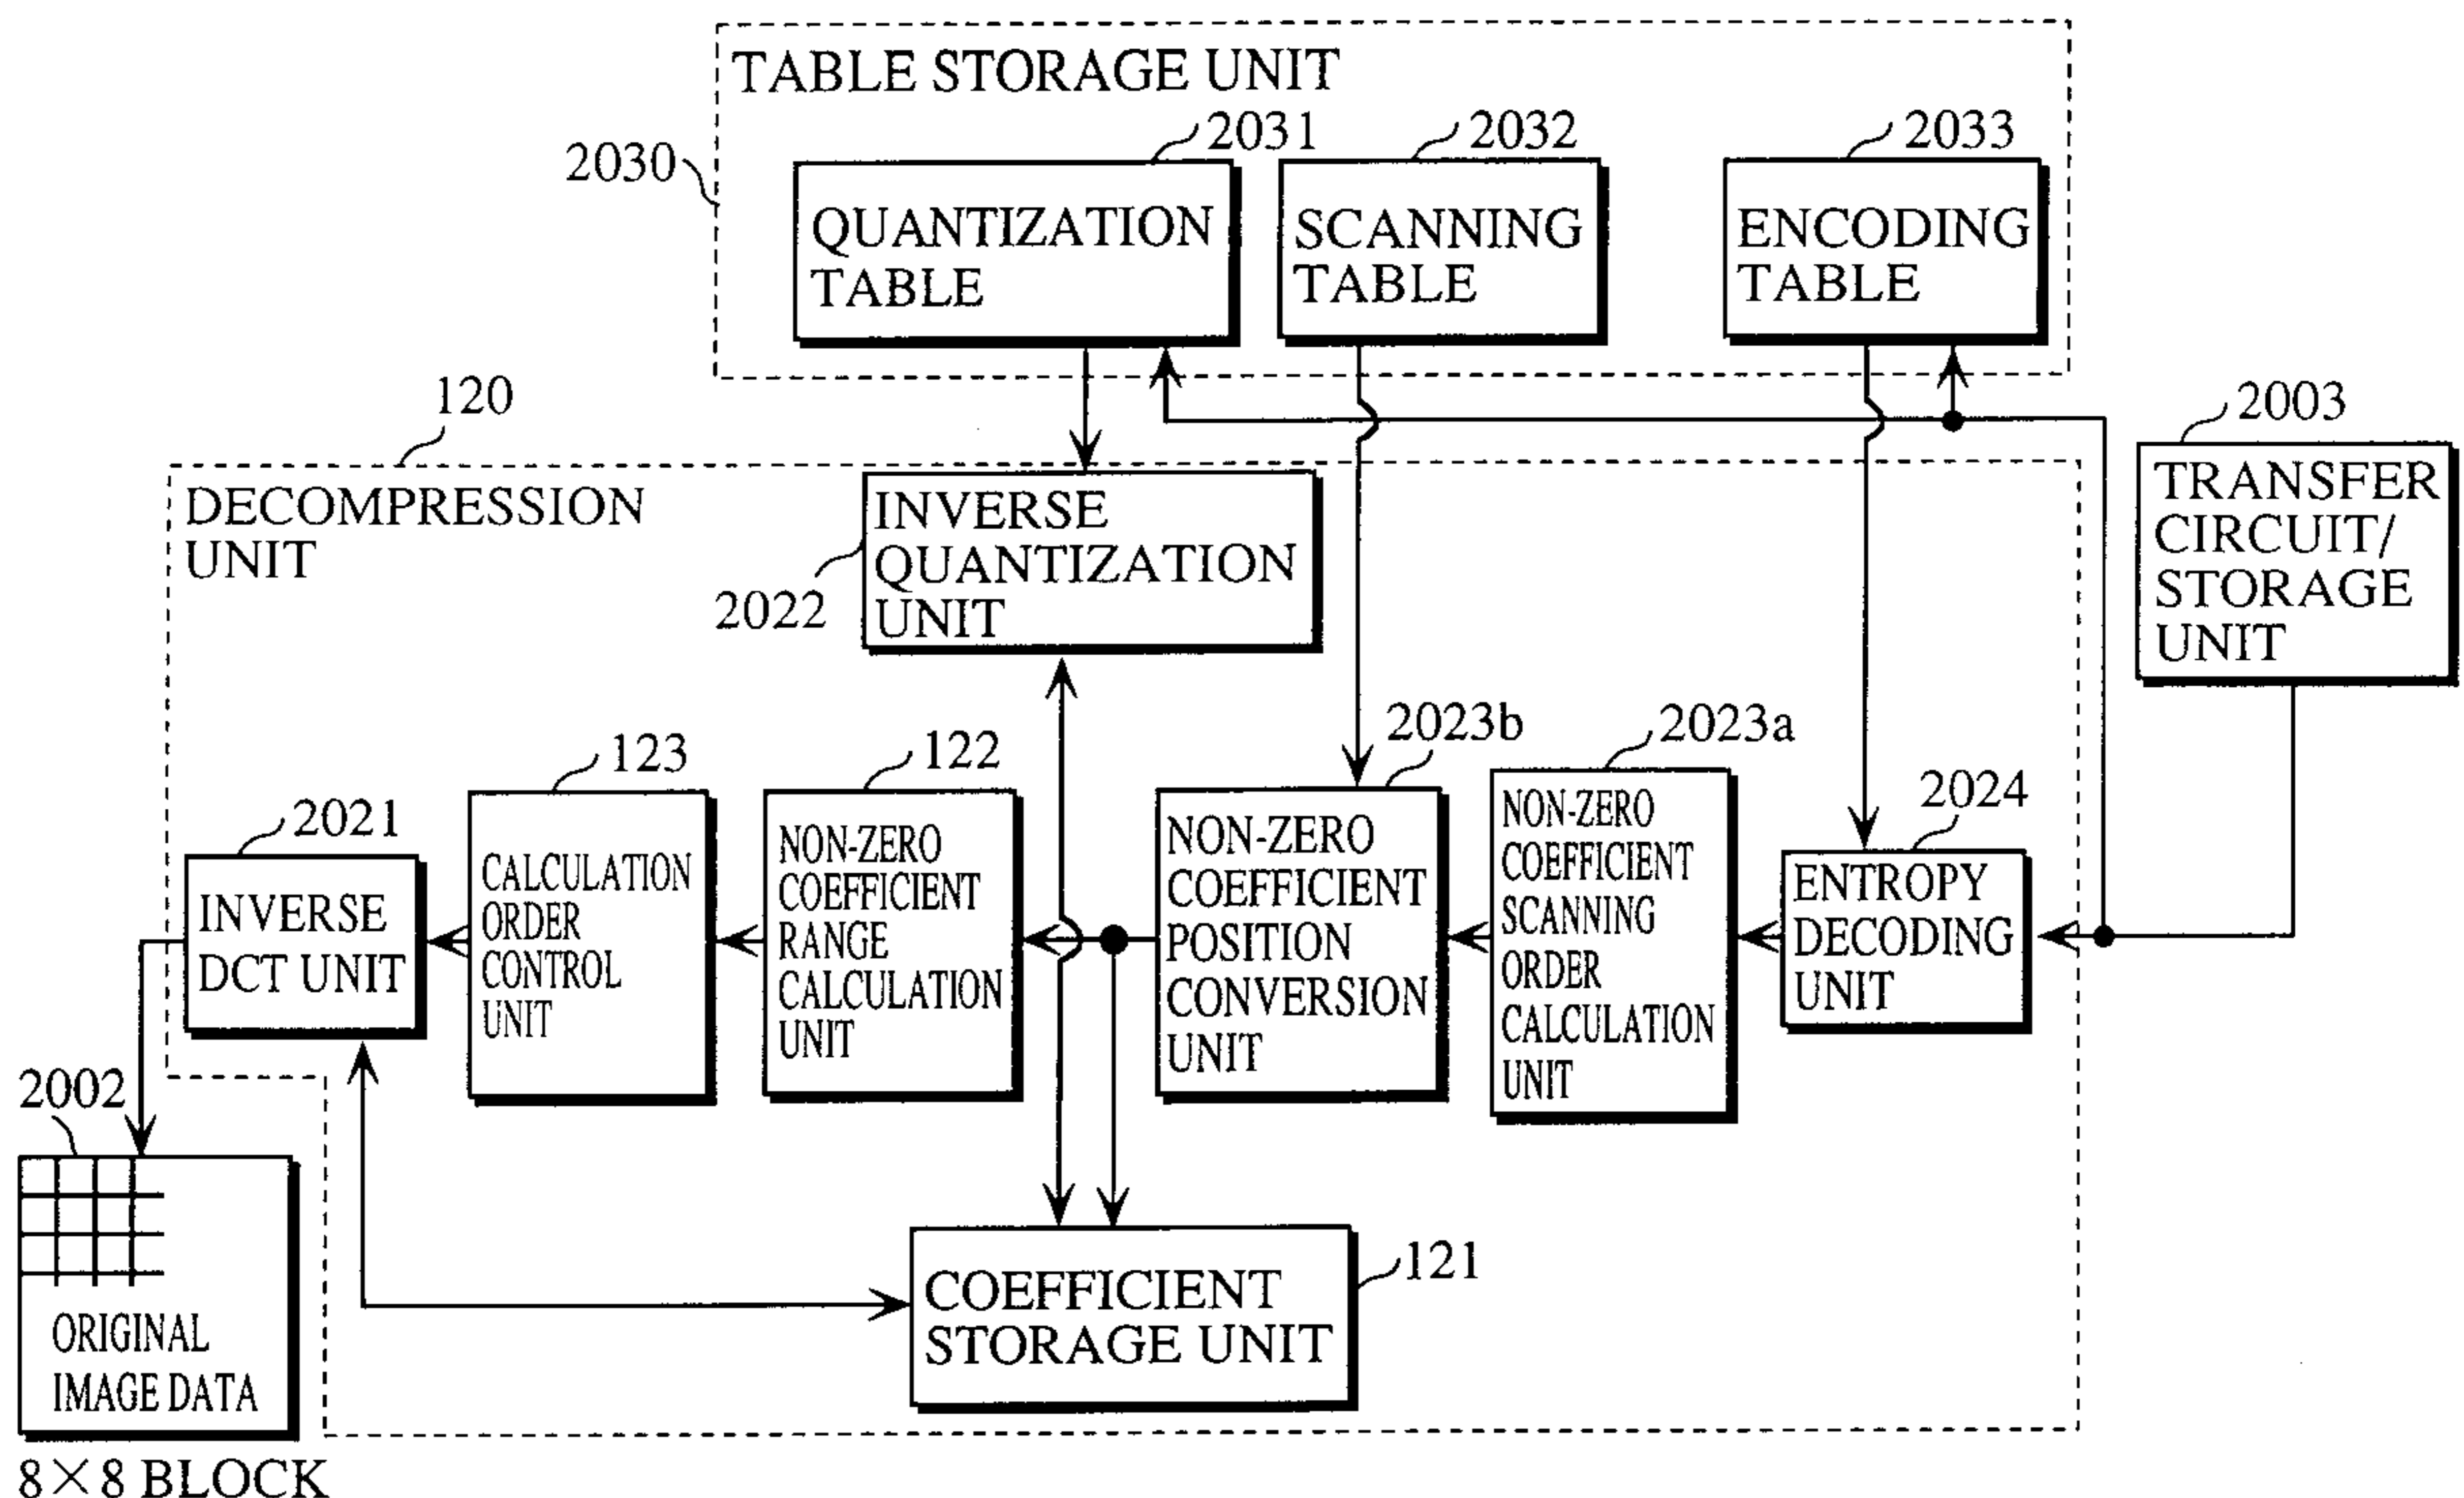 TABLE STORAGE UNIT
2030
2031
QUANTIZATION
TABLE
2032
SCANNING
TABLE
2033
ENCODING
TABLE
120
DECOMPRESSION
UNIT
INVERSE
QUANTIZATION
UNIT
2022
2003
TRANSFER
CIRCUIT/
STORAGE
UNIT
2021
INVERSE
DCT UNIT
123
CALCULATION
ORDER
CONTROL
UNIT
122
NON-ZERO
COEFFICIENT
RANGE
CALCULATION
UNIT
2023b
NON-ZERO
COEFFICIENT
POSITION
CONVERSION
UNIT
2023a
NON-ZERO
COEFFICIENT
SCANNING
ORDER
CALCULATION
UNIT
2024
ENTROPY
DECODING
UNIT
2002
ORIGINAL
IMAGE DATA
8×8 BLOCK
COEFFICIENT
STORAGE UNIT
121